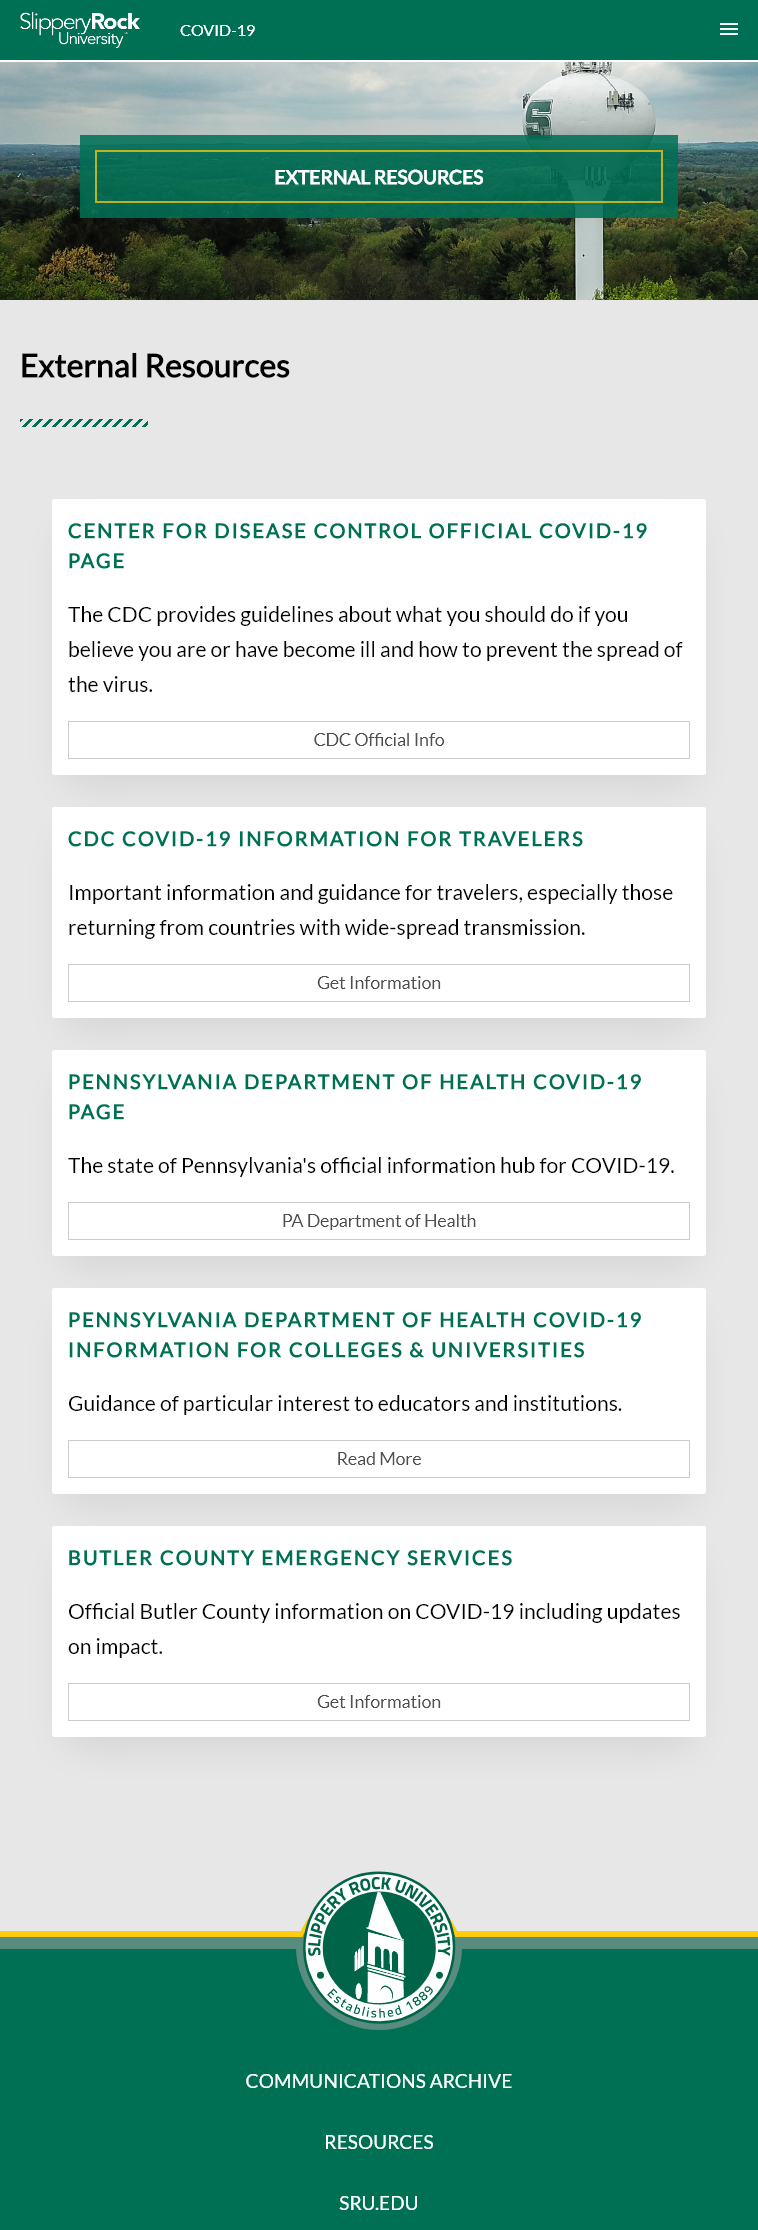 SlipperyRock
University
COVID-19
S
EXTERNAL RESOURCES
External Resources
CENTER FOR DISEASE CONTROL OFFICIAL COVID-19
PAGE
The CDC provides guidelines about what you should do if you
believe you are or have become ill and how to prevent the spread of
the virus.
CDC Official Info
CDC COVID-19 INFORMATION FOR TRAVELERS
Important information and guidance for travelers, especially those
returning from countries with wide-spread transmission.
Get Information
PENNSYLVANIA DEPARTMENT OF HEALTH COVID-19
PAGE
The state of Pennsylvania's official information hub for COVID-19.
PA Department of Health
PENNSYLVANIA DEPARTMENT OF HEALTH COVID-19
INFORMATION FOR COLLEGES & UNIVERSITIES
Guidance of particular interest to educators and institutions.
Read More
BUTLER COUNTY EMERGENCY SERVICES
Official Butler County information on COVID-19 including updates
on impact.
Get Information
SLIPPERY ROCK UNIVERSITY
Established 1889
COMMUNICATIONS ARCHIVE
RESOURCES
SRU.EDU